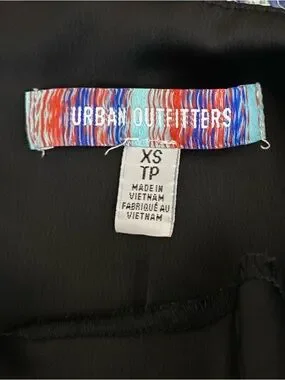 URBAN OUTFITTERS
XS
TP
MADE IN
VIETNAM
FABRIQUÉ AU
VIETNAM